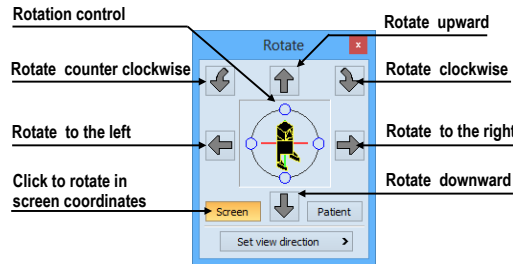 Rotation control
Rotate upward
Rotate
x
Rotate counter clockwise
Rotate clockwise
Rotate to the left
Rotate to the right
Click to rotate in
screen coordinates
Rotate downward
Screen
Patient
Set view direction >